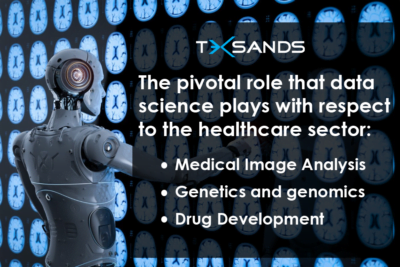 TXSANDS
The pivotal role that data
science plays with respect
to the healthcare sector:
• Medical Image Analysis
• Genetics and genomics
• Drug Development